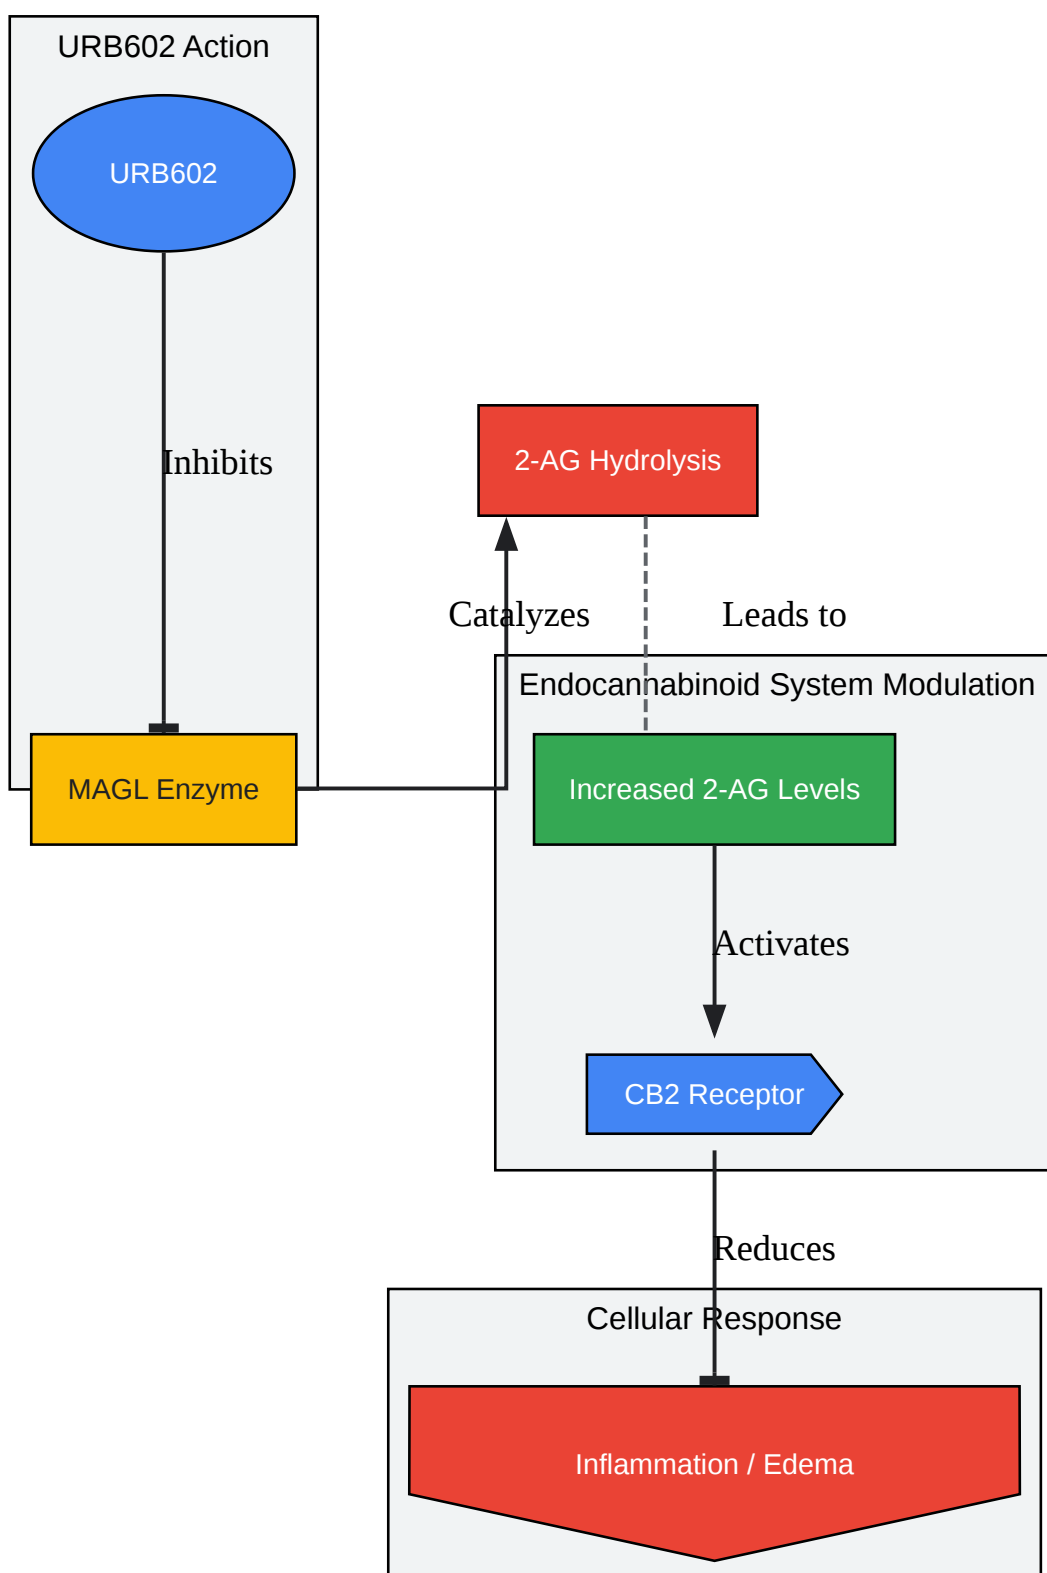 URB602 Action
URB602
Inhibits
2-AG Hydrolysis
Catalyzes
Leads to
Endocannabinoid System Modulation
MAGL Enzyme
Increased 2-AG Levels
Activates
CB2 Receptor
Reduces
Cellular Response
Inflammation / Edema